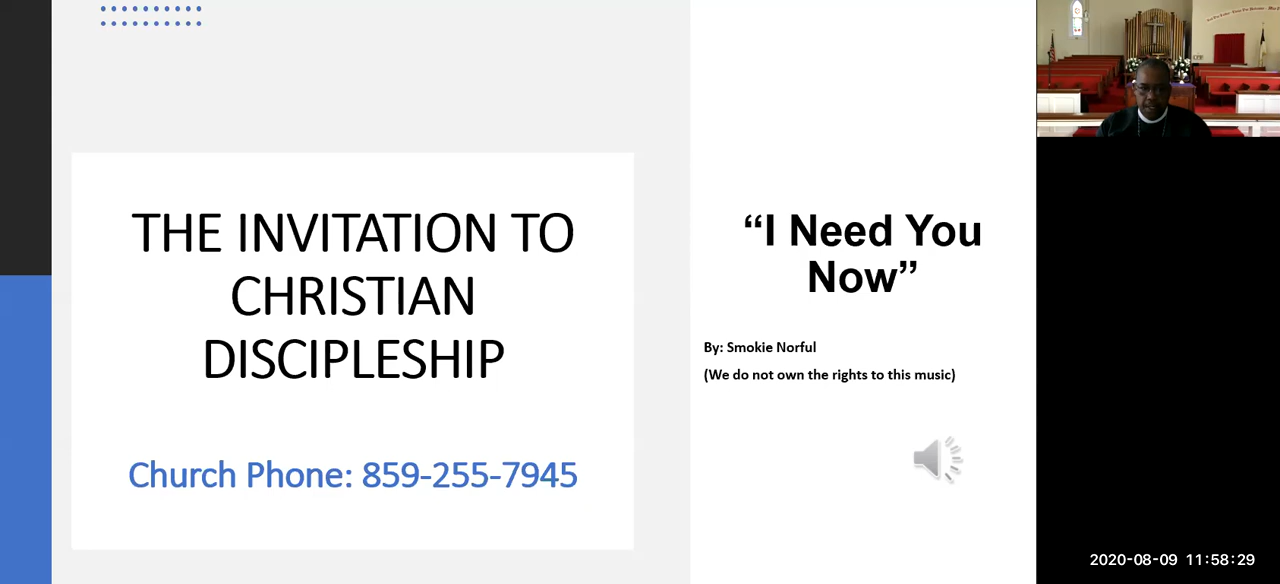 THE INVITATION TO
CHRISTIAN
DISCIPLESHIP
Church Phone: 859-255-7945
“I Need You
Now”
By: Smokie Norful
(We do not own the rights to this music)
2020-08-09 11:58:29